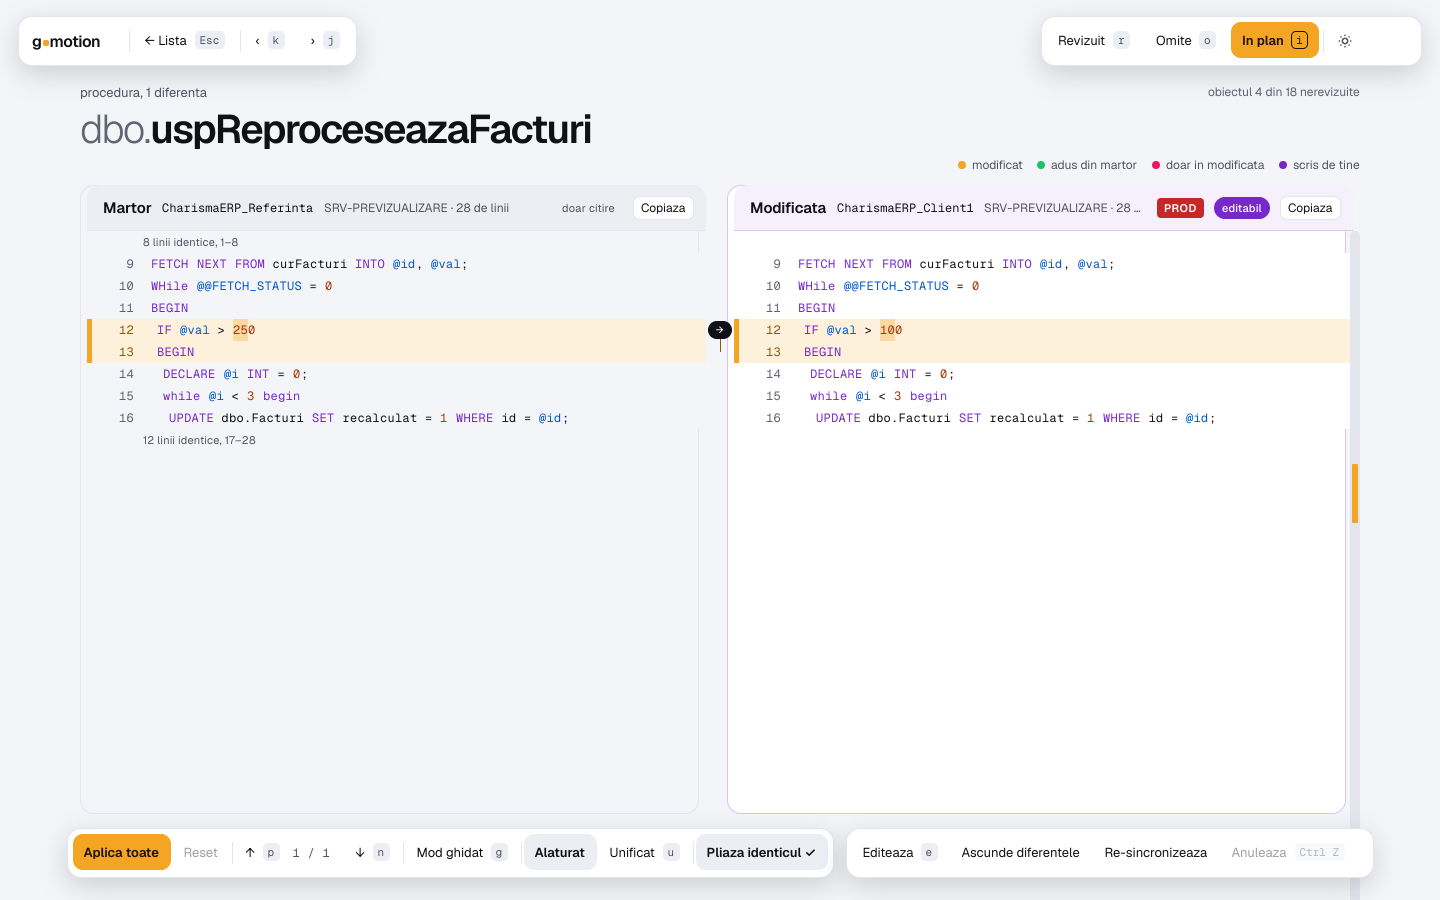 g motion ← Lista Esc ‹ k › j Revizuit r Omite o In plan i
procedura, 1 diferenta obiectul 4 din 18 nerevizuite
dbo.uspReproceseazaFacturi
modificat adus din martor doar in modificata scris de tine
Martor CharismaERP_Referinta SRV-PREVIZUALIZARE · 28 de linii doar citire Copiaza
8 linii identice, 1–8
9 FETCH NEXT FROM curFacturi INTO @id, @val;
10 WHile @@FETCH_STATUS = 0
11 BEGIN
12 IF @val > 250
13 BEGIN
14 DECLARE @i INT = 0;
15 while @i < 3 begin
16 UPDATE dbo.Facturi SET recalculat = 1 WHERE id = @id;
12 linii identice, 17–28
→
Modificata CharismaERP_Client1 SRV-PREVIZUALIZARE · 28 … PROD editabil Copiaza
9 FETCH NEXT FROM curFacturi INTO @id, @val;
10 WHile @@FETCH_STATUS = 0
11 BEGIN
12 IF @val > 100
13 BEGIN
14 DECLARE @i INT = 0;
15 while @i < 3 begin
16 UPDATE dbo.Facturi SET recalculat = 1 WHERE id = @id;
Aplica toate Reset ↑ p 1 / 1 ↓ n Mod ghidat g Alaturat Unificat u Pliaza identicul ✓ Editeaza e Ascunde diferentele Re-sincronizeaza Anuleaza Ctrl Z